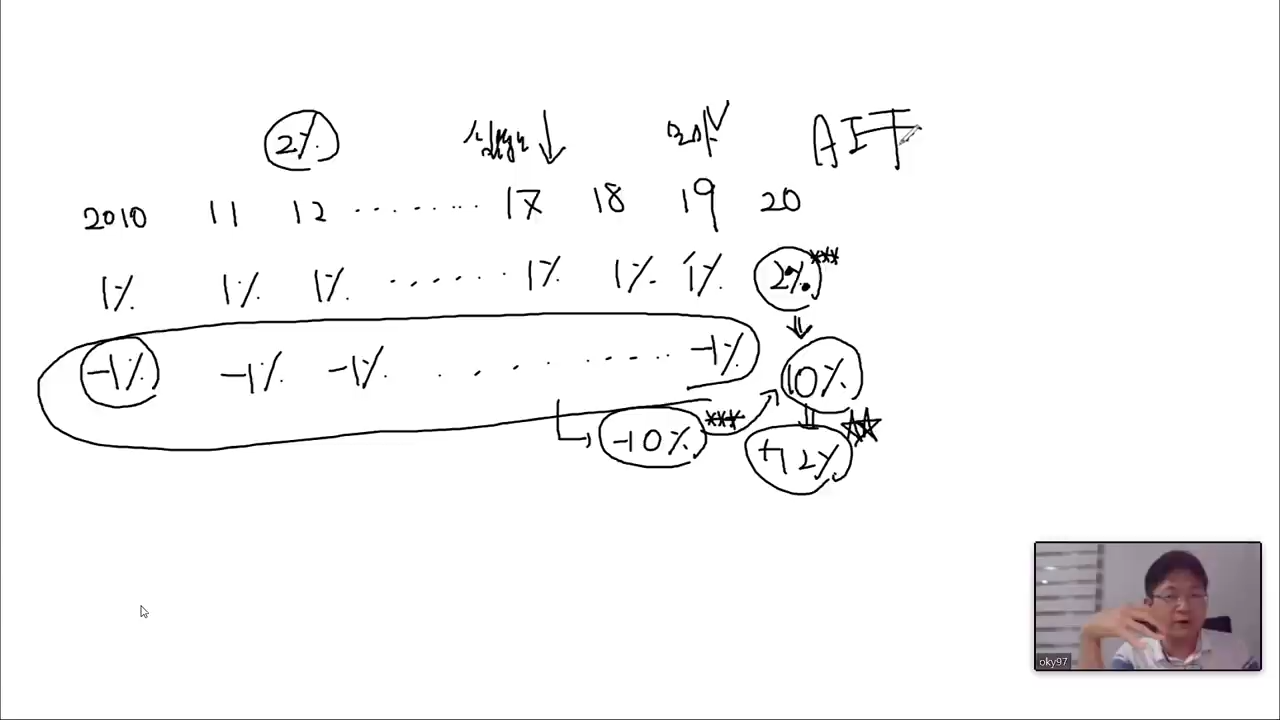 2%
AIT
2010 11 12 ········ 17 18 19 20
1% 1% 1% ······ 1% 1% 1% 2%. ***
-1% -1% -1% ········ -1% 10%
-10% ***
+12% ☆☆
oky97